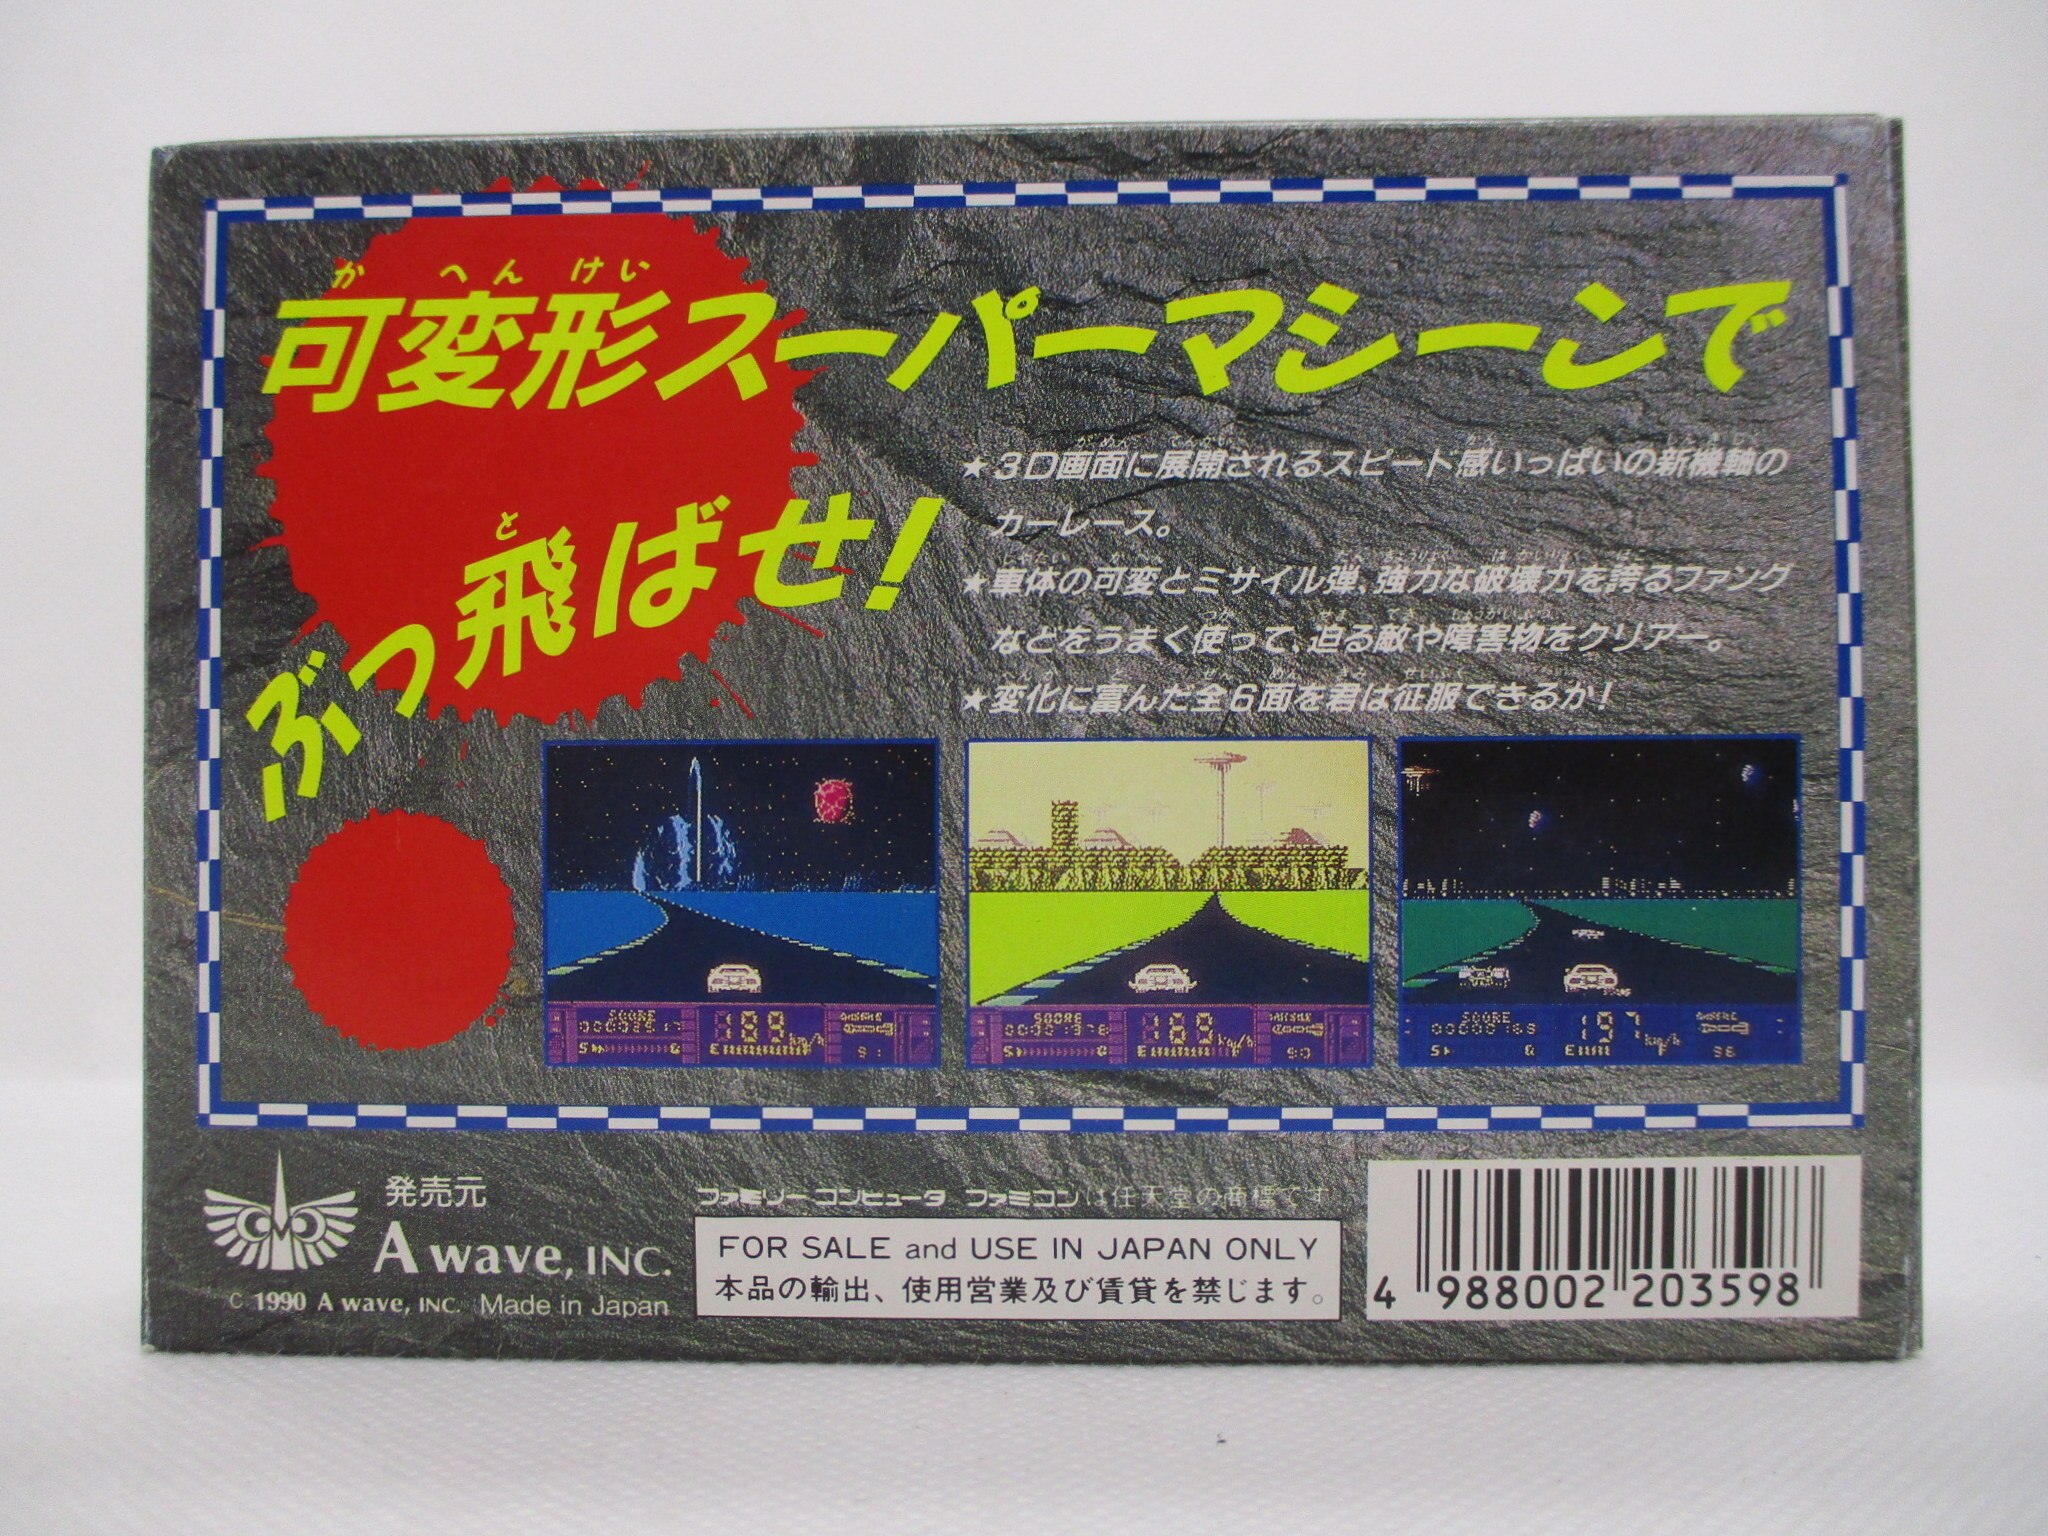 か へん けい
可変形スーパーマシーンで
と
ぶっ飛ばせ!
★3D画面に展開されるスピード感いっぱいの新機軸の
カーレース。
★車体の可変とミサイル弾、強力な破壊力を誇るファング
などをうまく使って、迫る敵や障害物をクリアー。
★変化に富んだ全6面を君は征服できるか!
SCORE
189 km/h
MISSILE
S G E F 91
SCORE
189 km/h
MISSILE
S G E F 90
SCORE
197 km/h
S G E F 96
発売元
A wave, INC.
C 1990 A wave, INC. Made in Japan
ファミリーコンピュータ ファミコンは任天堂の商標です
FOR SALE and USE IN JAPAN ONLY
本品の輸出、使用営業及び賃貸を禁じます。
4 988002 203598